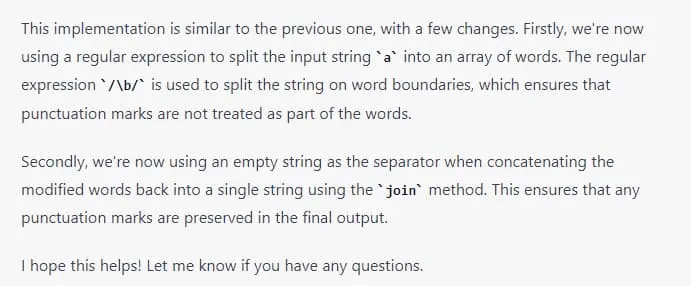 This implementation is similar to the previous one, with a few changes. Firstly, we're now
using a regular expression to split the input string `a` into an array of words. The regular
expression `/\b/` is used to split the string on word boundaries, which ensures that
punctuation marks are not treated as part of the words.
Secondly, we're now using an empty string as the separator when concatenating the
modified words back into a single string using the `join` method. This ensures that any
punctuation marks are preserved in the final output.
I hope this helps! Let me know if you have any questions.